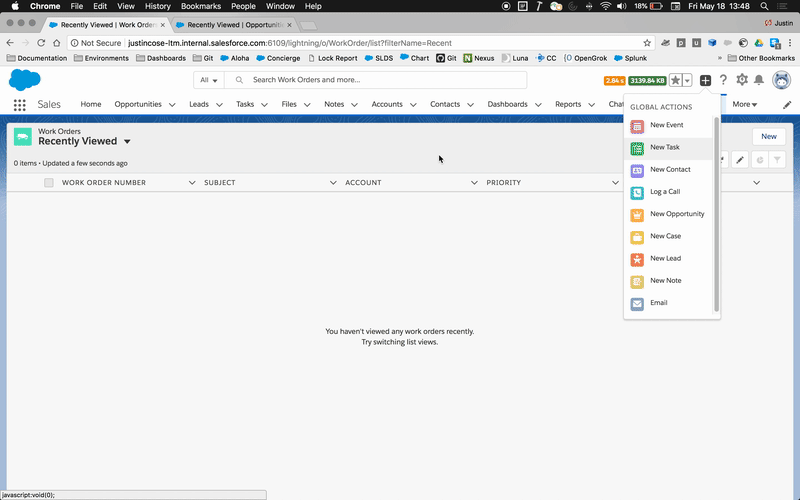 Chrome File Edit View History Bookmarks People Window Help 18% Fri May 18 13:48
Recently Viewed | Work Orders × Recently Viewed | Opportunitie × Justin
Not Secure | justincose-ltm.internal.salesforce.com:6109/lightning/o/WorkOrder/list?filterName=Recent
Documentation Environments Dashboards Git Aloha Concierge Lock Report SLDS Chart Git Nexus Luna CC OpenGrok Splunk » Other Bookmarks
All Search Work Orders and more... 2.84 s 3139.84 KB
Sales Home Opportunities Leads Tasks Files Notes Accounts Contacts Dashboards Reports Chat More
GLOBAL ACTIONS
New Event
New Task
New Contact
Log a Call
New Opportunity
New Case
New Lead
New Note
Email
Work Orders
Recently Viewed
New
0 items • Updated a few seconds ago
WORK ORDER NUMBER SUBJECT ACCOUNT PRIORITY
You haven't viewed any work orders recently.
Try switching list views.
javascript:void(0);